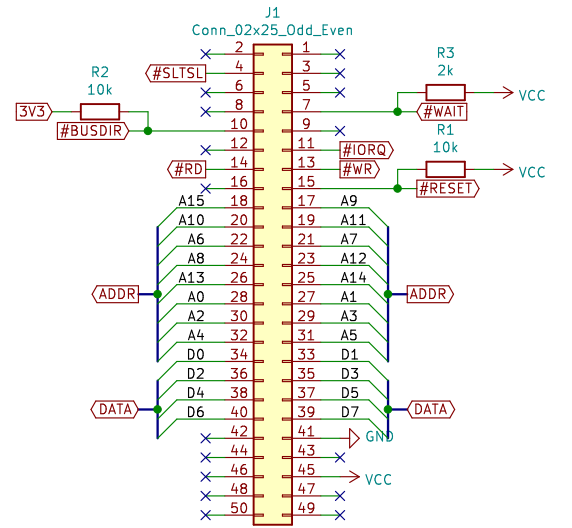 J1
Conn_02x25_Odd_Even
2 1
#SLTSL 4 3 R3
2k
R2
10k
6 5 VCC
3V3 8 7 #WAIT
#BUSDIR 10 9 R1
10k
12 11 #IORQ
#RD 14 13 #WR VCC
16 15 #RESET
A15 18 17 A9
A10 20 19 A11
A6 22 21 A7
A8 24 23 A12
A13 26 25 A14
ADDR ADDR
A0 28 27 A1
A2 30 29 A3
A4 32 31 A5
D0 34 33 D1
D2 36 35 D3
D4 38 37 D5
DATA DATA
D6 40 39 D7
42 41 GND
44 43
46 45 VCC
48 47
50 49